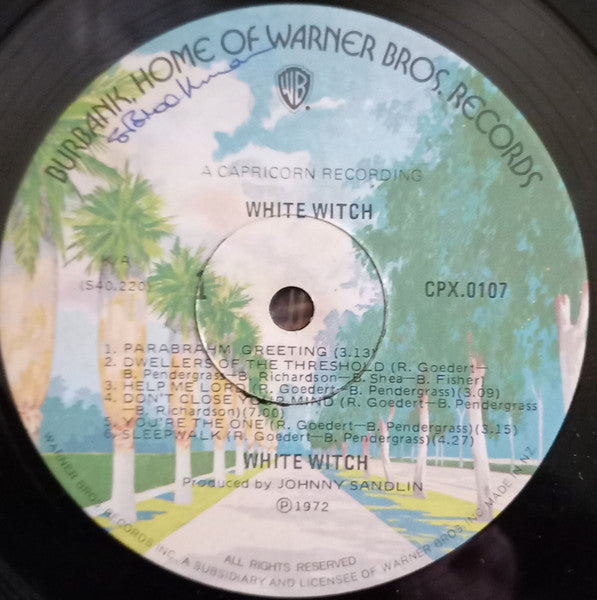 BURBANK, HOME OF WARNER BROS. RECORDS
WB
A CAPRICORN RECORDING
WHITE WITCH
(S40.220)
1
CPX.0107
1. PARABRAHM GREETING (3.13)
2. DWELLERS OF THE THRESHOLD (R. Goedert—
B. Pendergrass—B. Richardson—B. Shea—B. Fisher)
3. HELP ME LORD (R. Goedert—B. Pendergrass)(3.09)
4. DON'T CLOSE YOUR MIND (R. Goedert—B. Pendergrass
—B. Richardson)(7.00)
5. YOU'RE THE ONE (R. Goedert—B. Pendergrass)(3.15)
6. SLEEPWALK (R. Goedert—B. Pendergrass)(4.27)
WHITE WITCH
Produced by JOHNNY SANDLIN
Ⓟ1972
ALL RIGHTS RESERVED
WARNER BROS RECORDS INC. A SUBSIDIARY AND LICENSEE OF WARNER BROS INC MADE IN N.Z.